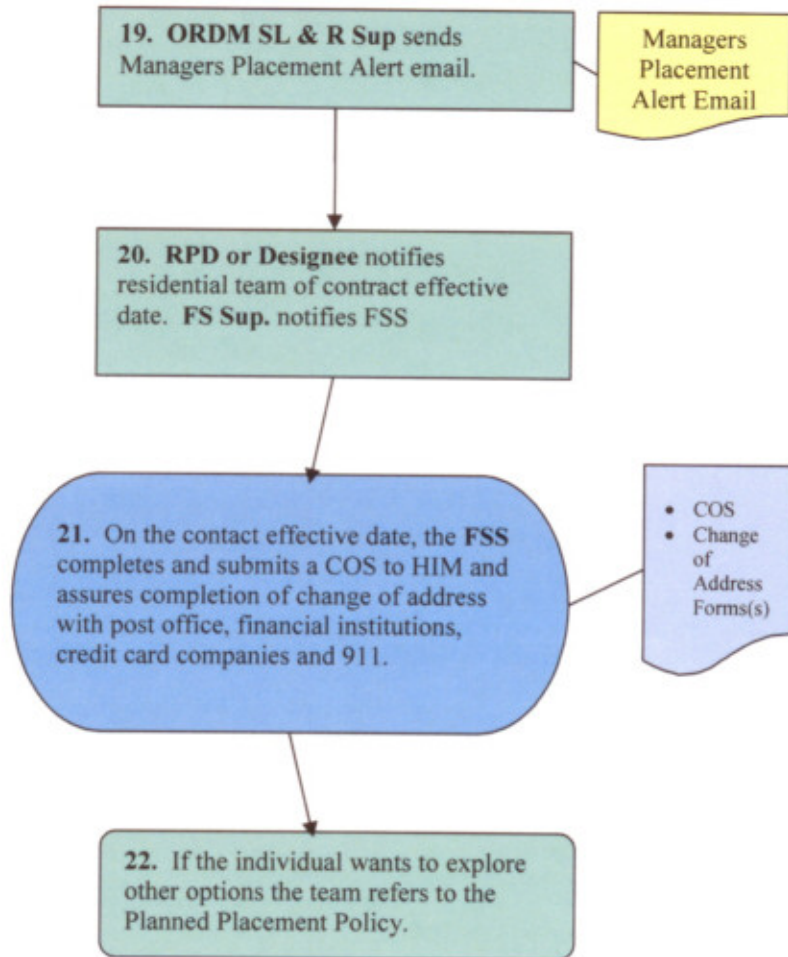 19. ORDM SL & R Sup sends
Managers Placement Alert email.
Managers
Placement
Alert Email
20. RPD or Designee notifies
residential team of contract effective
date. FS Sup. notifies FSS
21. On the contact effective date, the FSS
completes and submits a COS to HIM and
assures completion of change of address
with post office, financial institutions,
credit card companies and 911.
• COS
• Change
of
Address
Forms(s)
22. If the individual wants to explore
other options the team refers to the
Planned Placement Policy.